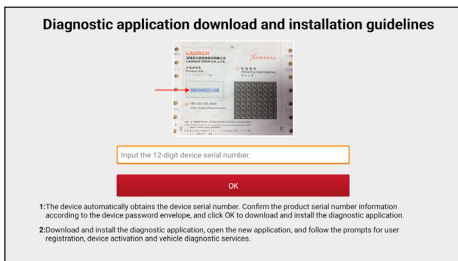 Diagnostic application download and installation guidelines
LAUNCH
Input the 12-digit device serial number.
OK
1:The device automatically obtains the device serial number. Confirm the product serial number information
according to the device password envelope, and click OK to download and install the diagnostic application.
2:Download and install the diagnostic application, open the new application, and follow the prompts for user
registration, device activation and vehicle diagnostic services.